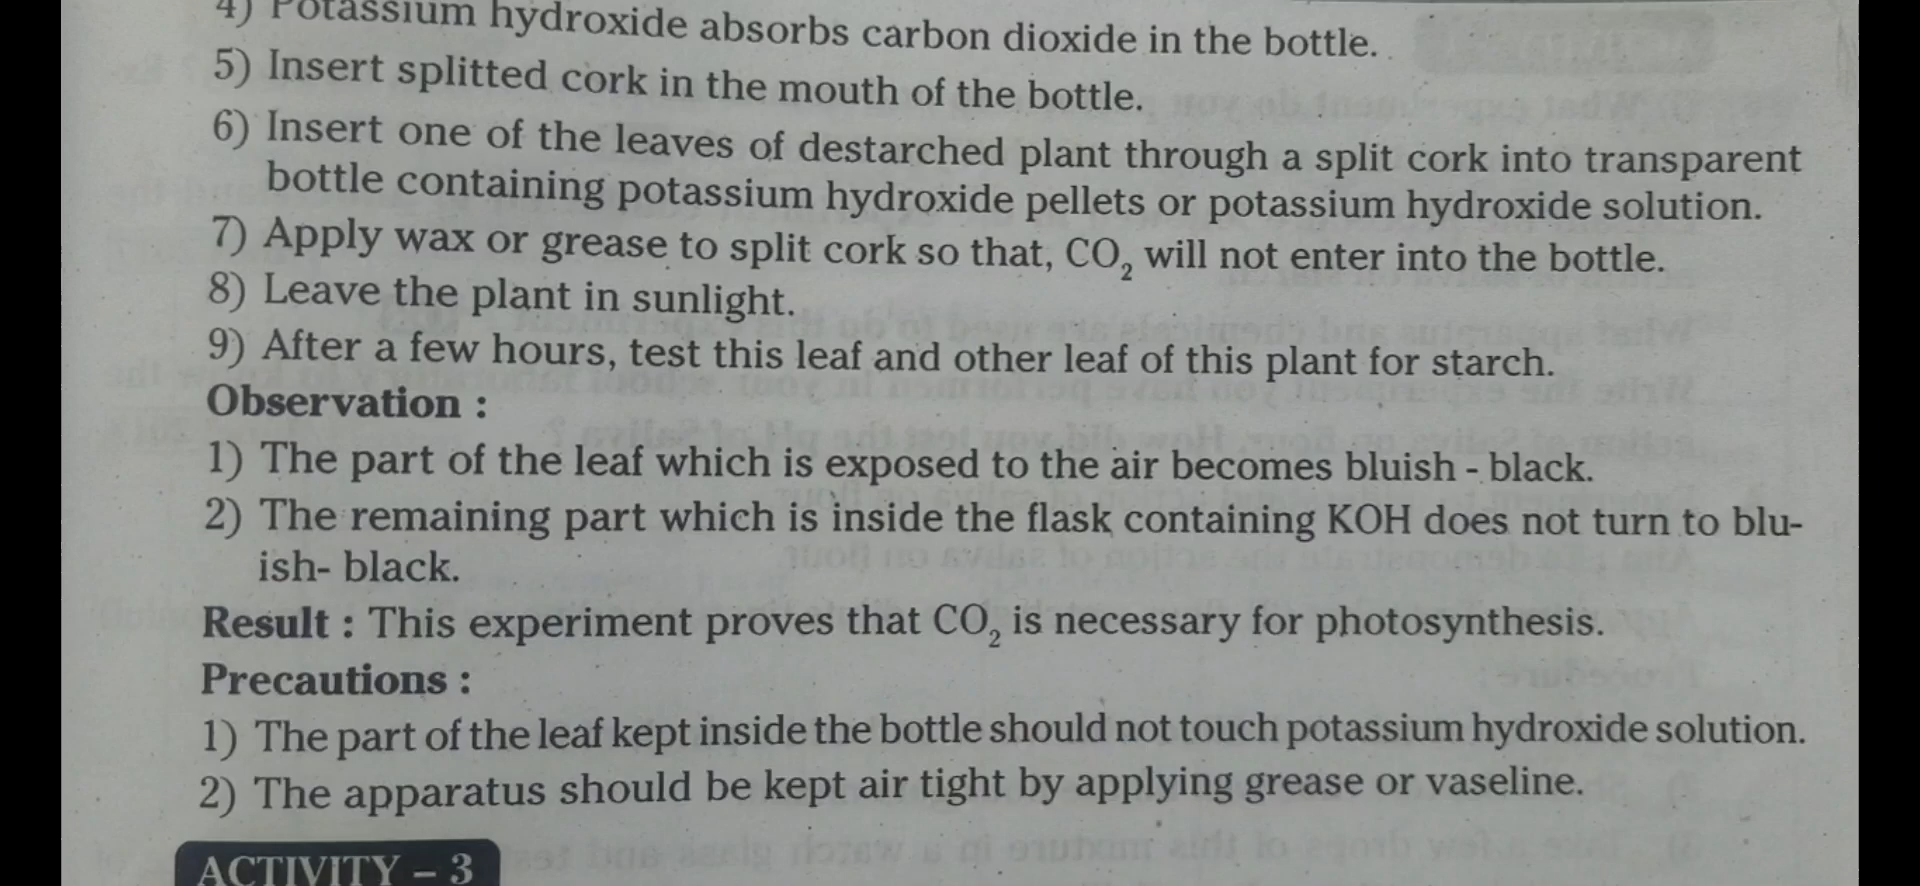 4) Potassium hydroxide absorbs carbon dioxide in the bottle.
5) Insert splitted cork in the mouth of the bottle.
6) Insert one of the leaves of destarched plant through a split cork into transparent
bottle containing potassium hydroxide pellets or potassium hydroxide solution.
7) Apply wax or grease to split cork so that, CO₂ will not enter into the bottle.
8) Leave the plant in sunlight.
9) After a few hours, test this leaf and other leaf of this plant for starch.
Observation :
1) The part of the leaf which is exposed to the air becomes bluish - black.
2) The remaining part which is inside the flask containing KOH does not turn to blu-
ish- black.
Result : This experiment proves that CO₂ is necessary for photosynthesis.
Precautions :
1) The part of the leaf kept inside the bottle should not touch potassium hydroxide solution.
2) The apparatus should be kept air tight by applying grease or vaseline.
ACTIVITY – 3